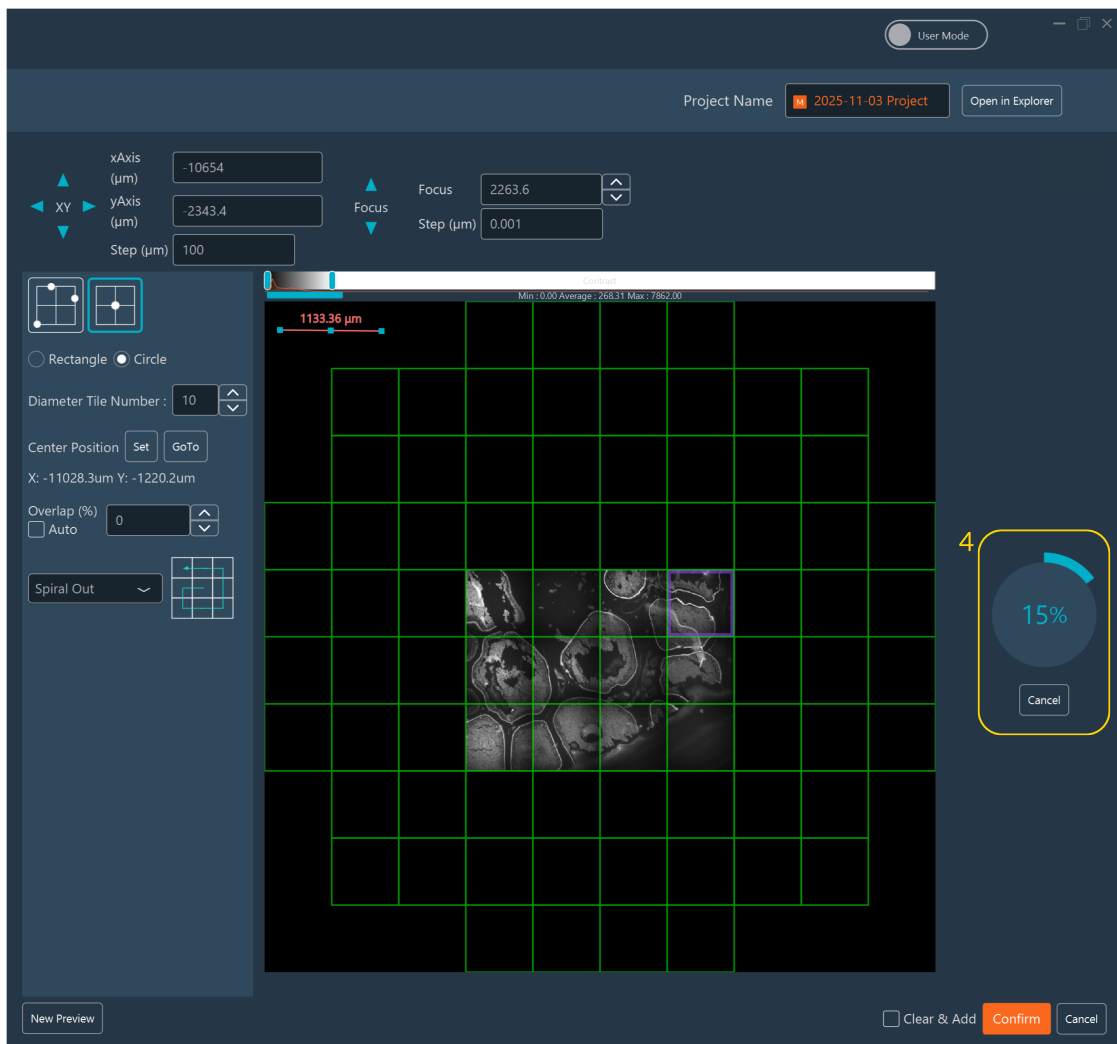 User Mode
Project Name
M 2025-11-03 Project
Open in Explorer
xAxis
(μm)
-10654
XY
yAxis
(μm)
-2343.4
Step (μm)
100
Focus
Focus
2263.6
Step (μm)
0.001
Rectangle
Circle
Diameter Tile Number :
10
Center Position
Set
GoTo
X: -11028.3um Y: -1220.2um
Overlap (%)
Auto
0
Spiral Out
Contrast
Min : 0.00 Average : 268.31 Max : 7862.00
1133.36 μm
4
15%
Cancel
New Preview
Clear & Add
Confirm
Cancel